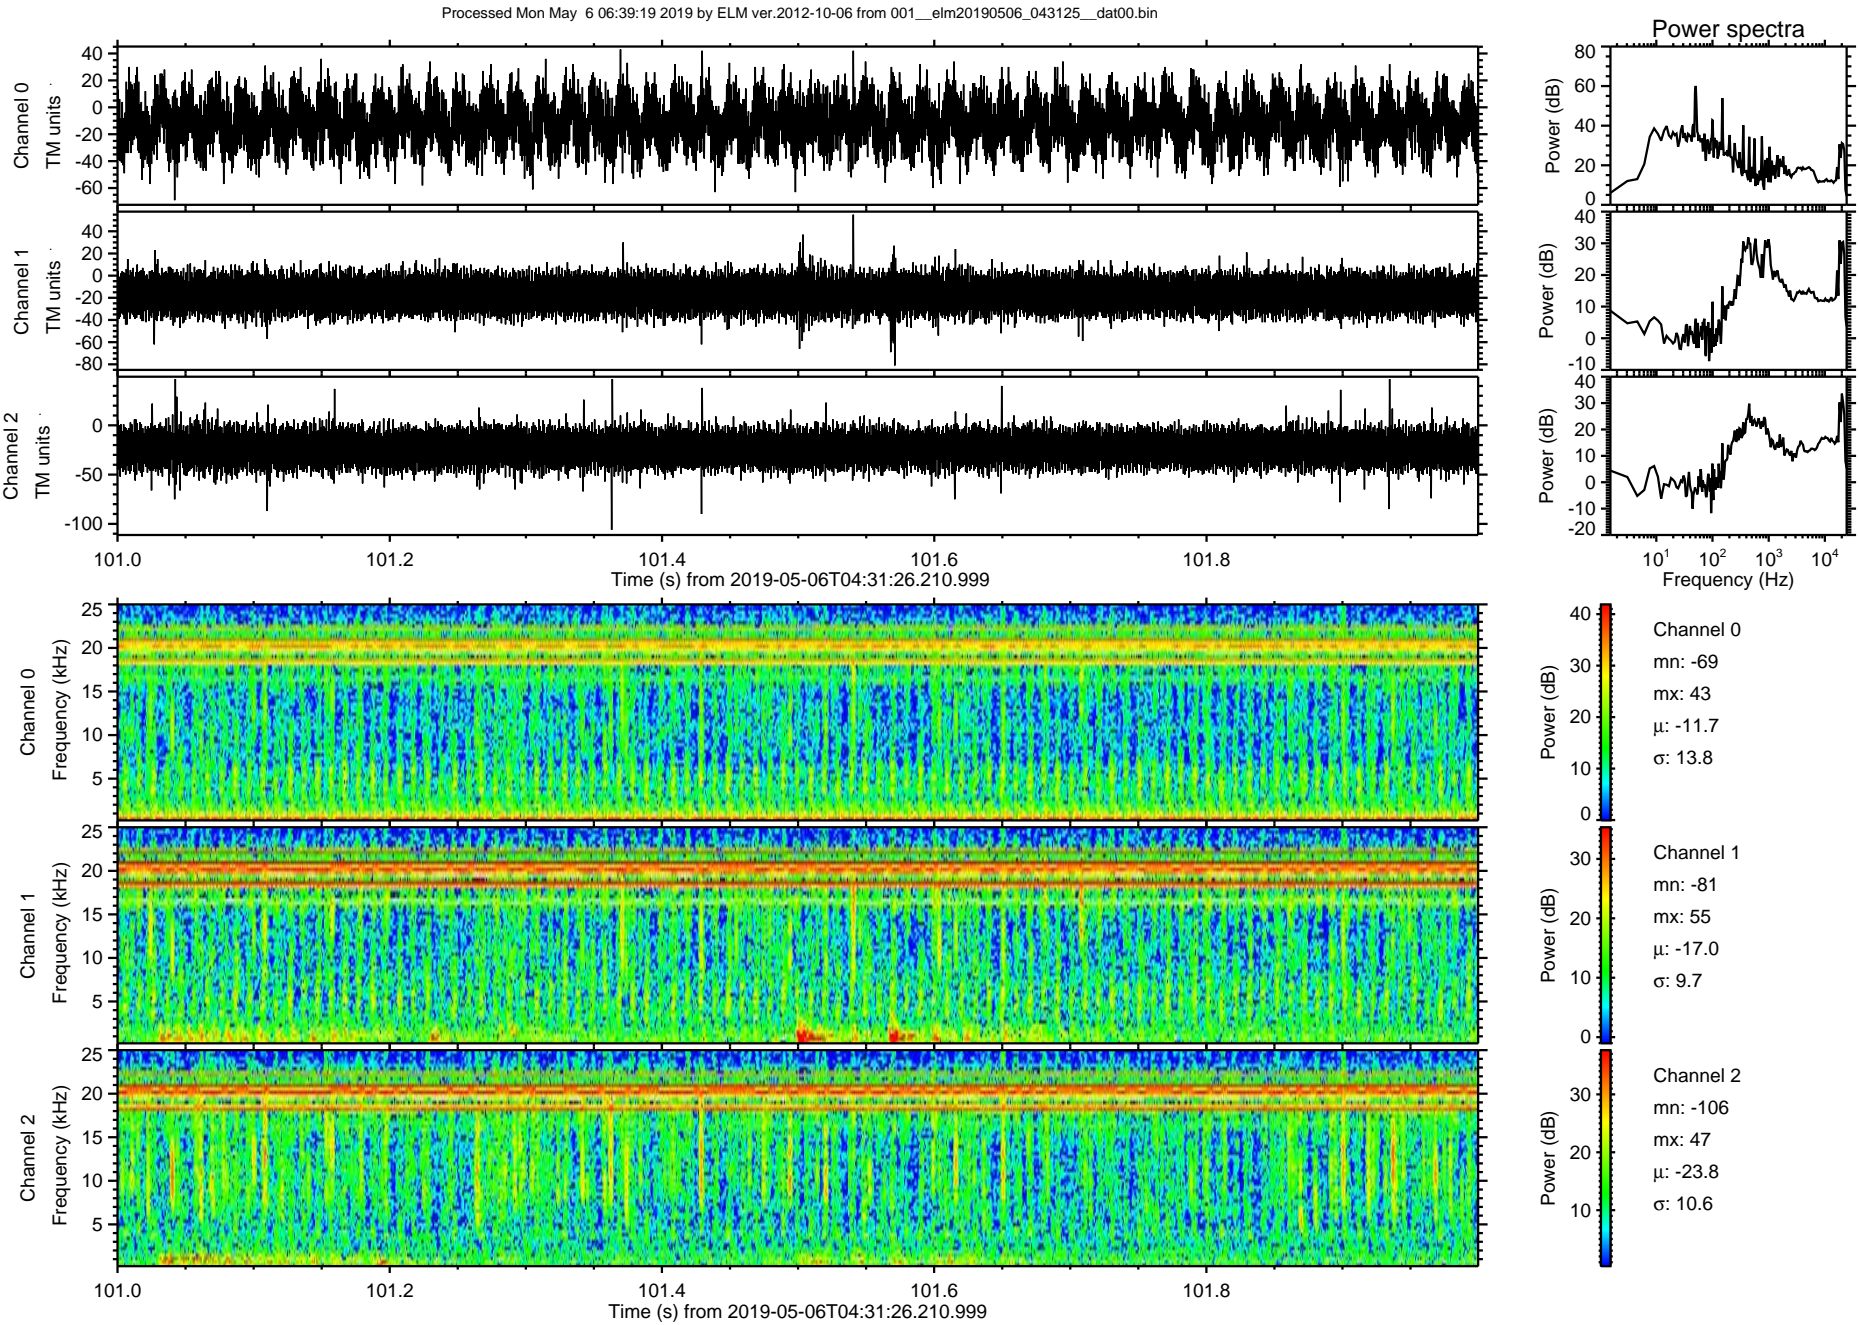 Processed Mon May  6 06:39:19 2019 by ELM ver.2012-10-06 from 001__elm20190506_043125__dat00.bin
Power spectra
Channel 0
TM units
40
20
0
-20
-40
-60
Power (dB)
80
60
40
20
0
Channel 1
TM units
40
20
0
-20
-40
-60
-80
Power (dB)
40
30
20
10
0
-10
Channel 2
TM units
0
-50
-100
Power (dB)
40
30
20
10
0
-10
-20
101.0 101.2 101.4 101.6 101.8
Time (s) from 2019-05-06T04:31:26.210.999
10¹ 10² 10³ 10⁴
Frequency (Hz)
Channel 0
Frequency (kHz)
25
20
15
10
5
Power (dB)
40
30
20
10
0
Channel 0
mn: -69
mx: 43
µ: -11.7
σ: 13.8
Channel 1
Frequency (kHz)
25
20
15
10
5
Power (dB)
30
20
10
0
Channel 1
mn: -81
mx: 55
µ: -17.0
σ: 9.7
Channel 2
Frequency (kHz)
25
20
15
10
5
Power (dB)
30
20
10
Channel 2
mn: -106
mx: 47
µ: -23.8
σ: 10.6
101.0 101.2 101.4 101.6 101.8
Time (s) from 2019-05-06T04:31:26.210.999